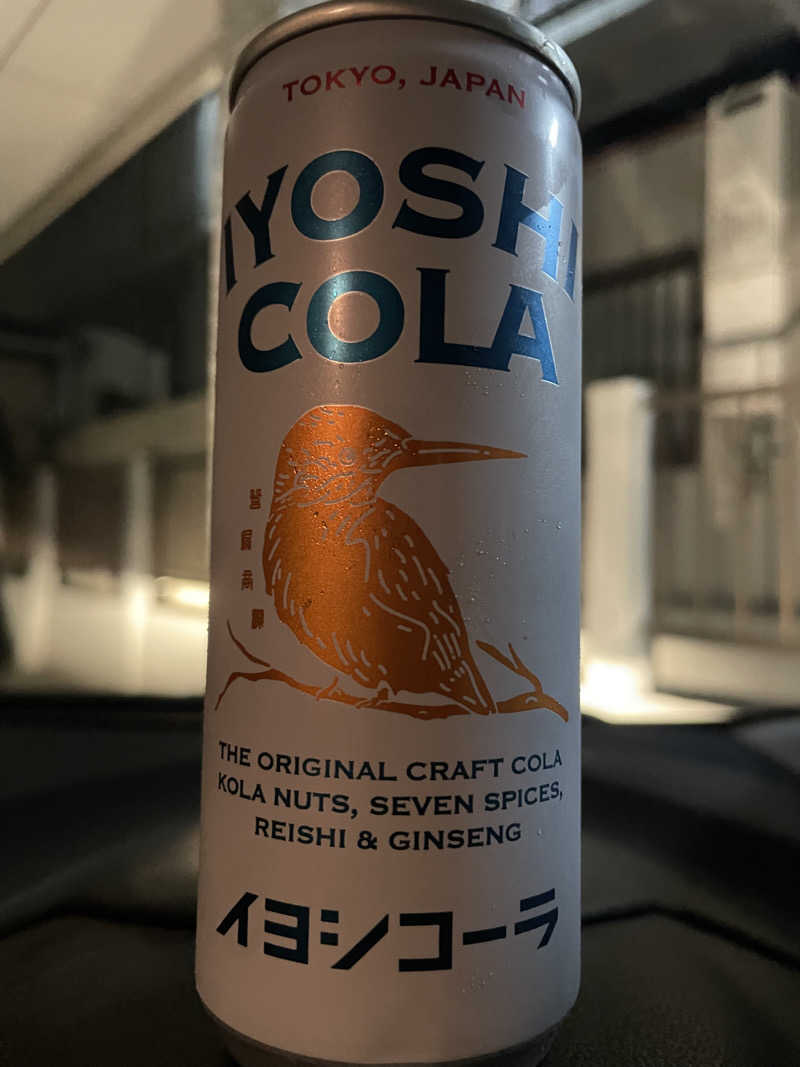 TOKYO, JAPAN
IYOSHI
COLA
THE ORIGINAL CRAFT COLA
KOLA NUTS, SEVEN SPICES,
REISHI & GINSENG
イヨシコーラ